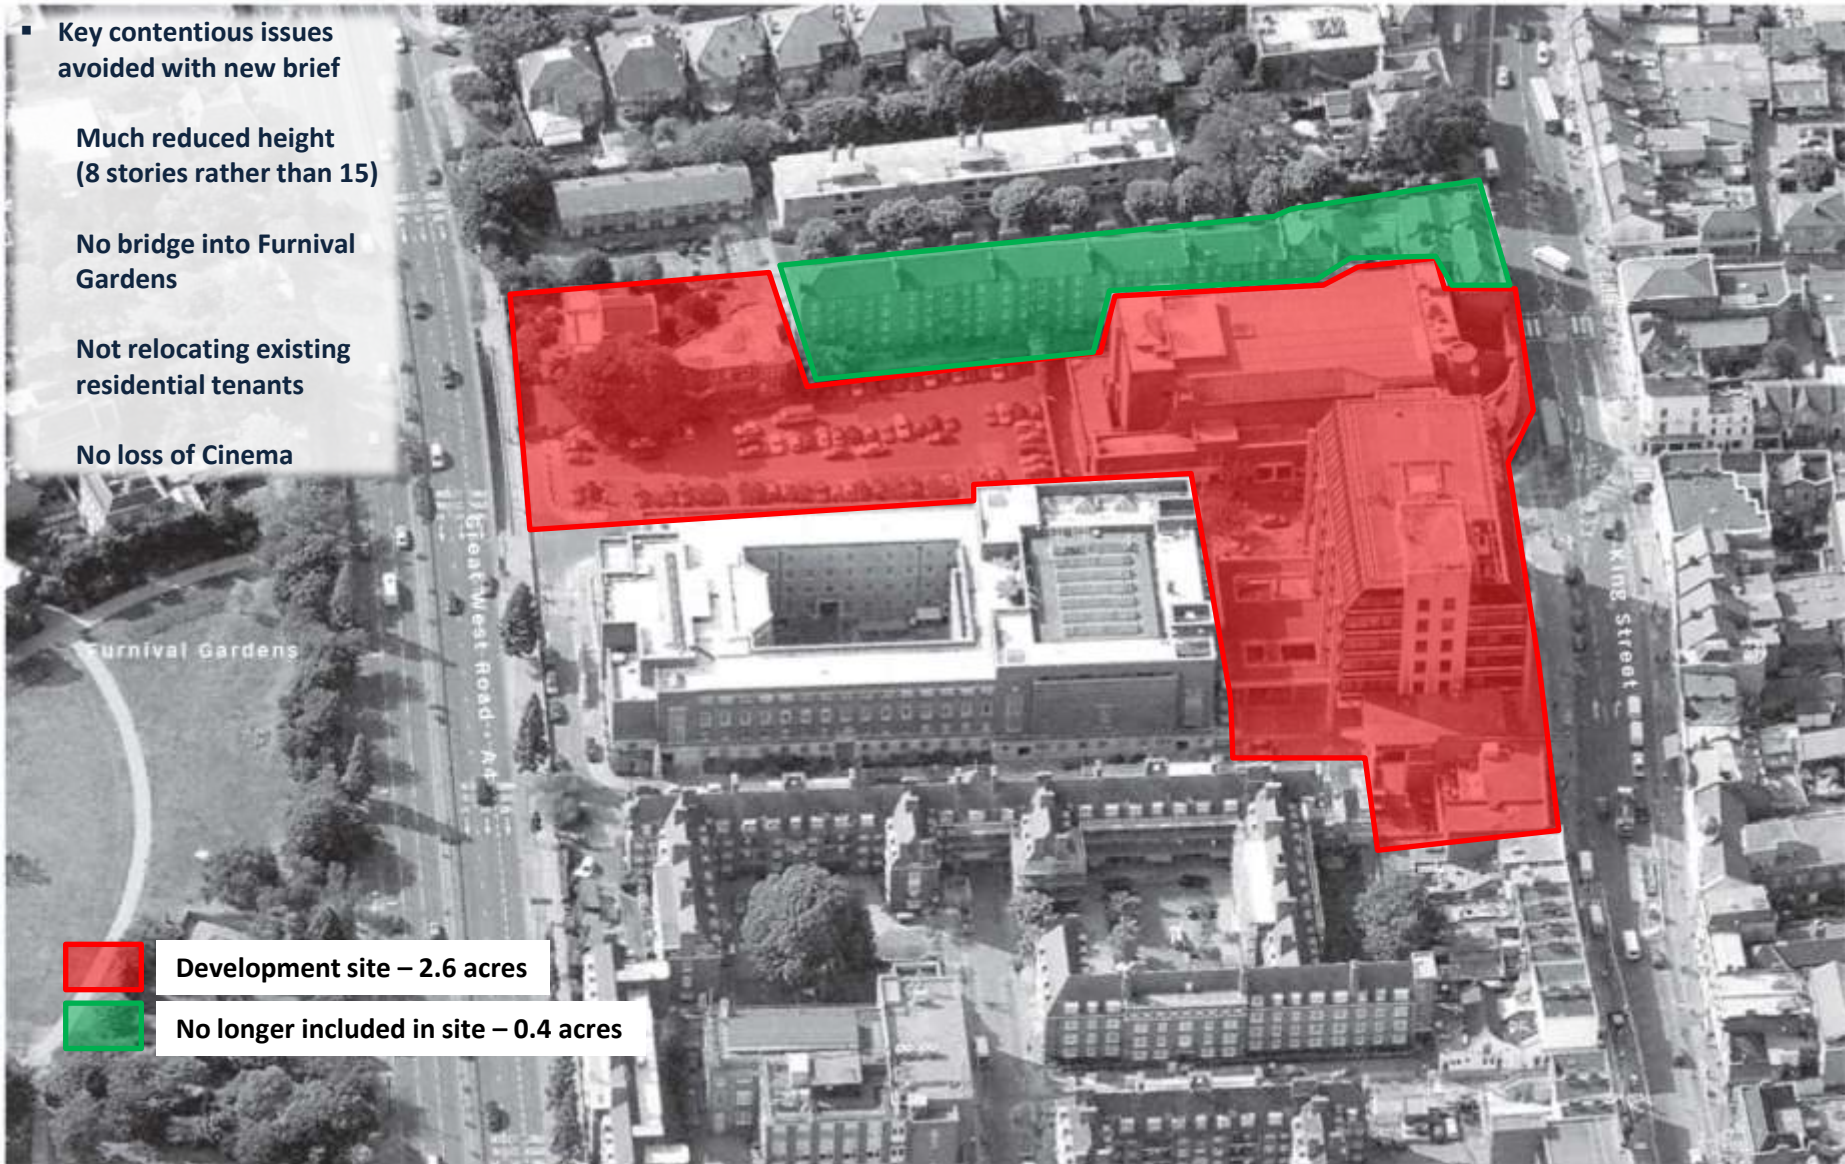 ▪ Key contentious issues
avoided with new brief
Much reduced height
(8 stories rather than 15)
No bridge into Furnival
Gardens
Not relocating existing
residential tenants
No loss of Cinema
Great West Road - A4
King Street
Furnival Gardens
Development site – 2.6 acres
No longer included in site – 0.4 acres